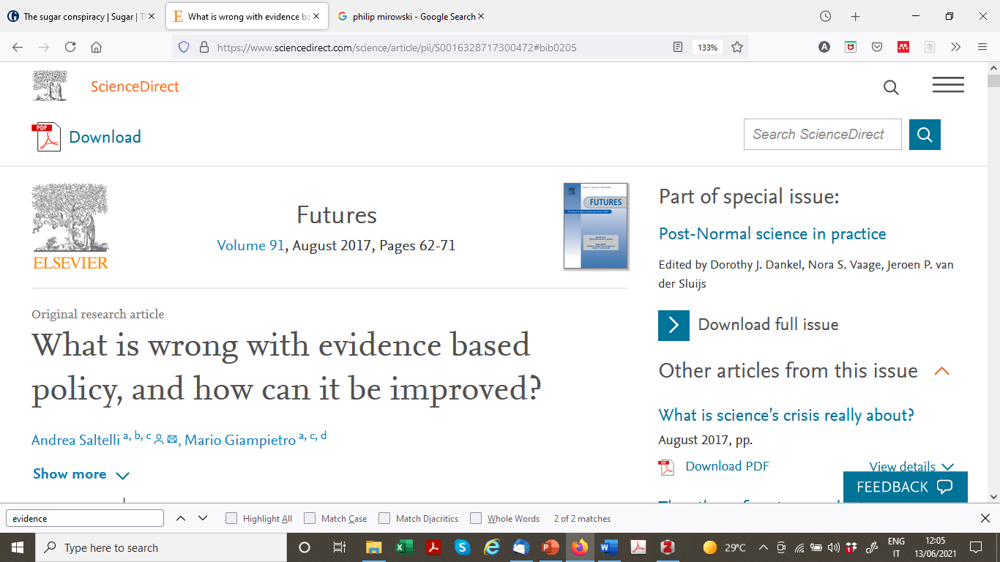 The sugar conspiracy | Sugar | Th
What is wrong with evidence ba
philip mirowski - Google Search
https://www.sciencedirect.com/science/article/pii/S0016328717300472#bib0205
133%
ScienceDirect
PDF
Download
Search ScienceDirect
ELSEVIER
Futures
Volume 91, August 2017, Pages 62-71
FUTURES
Part of special issue:
Post-Normal science in practice
Edited by Dorothy J. Dankel, Nora S. Vaage, Jeroen P. van
der Sluijs
Download full issue
Original research article
What is wrong with evidence based
policy, and how can it be improved?
Andrea Saltelli a, b, c, Mario Giampietro a, c, d
Show more
Other articles from this issue
What is science's crisis really about?
August 2017, pp.
Download PDF
View details
FEEDBACK
evidence
Highlight All
Match Case
Match Diacritics
Whole Words
2 of 2 matches
Type here to search
29°C
ENG
IT
12:05
13/06/2021